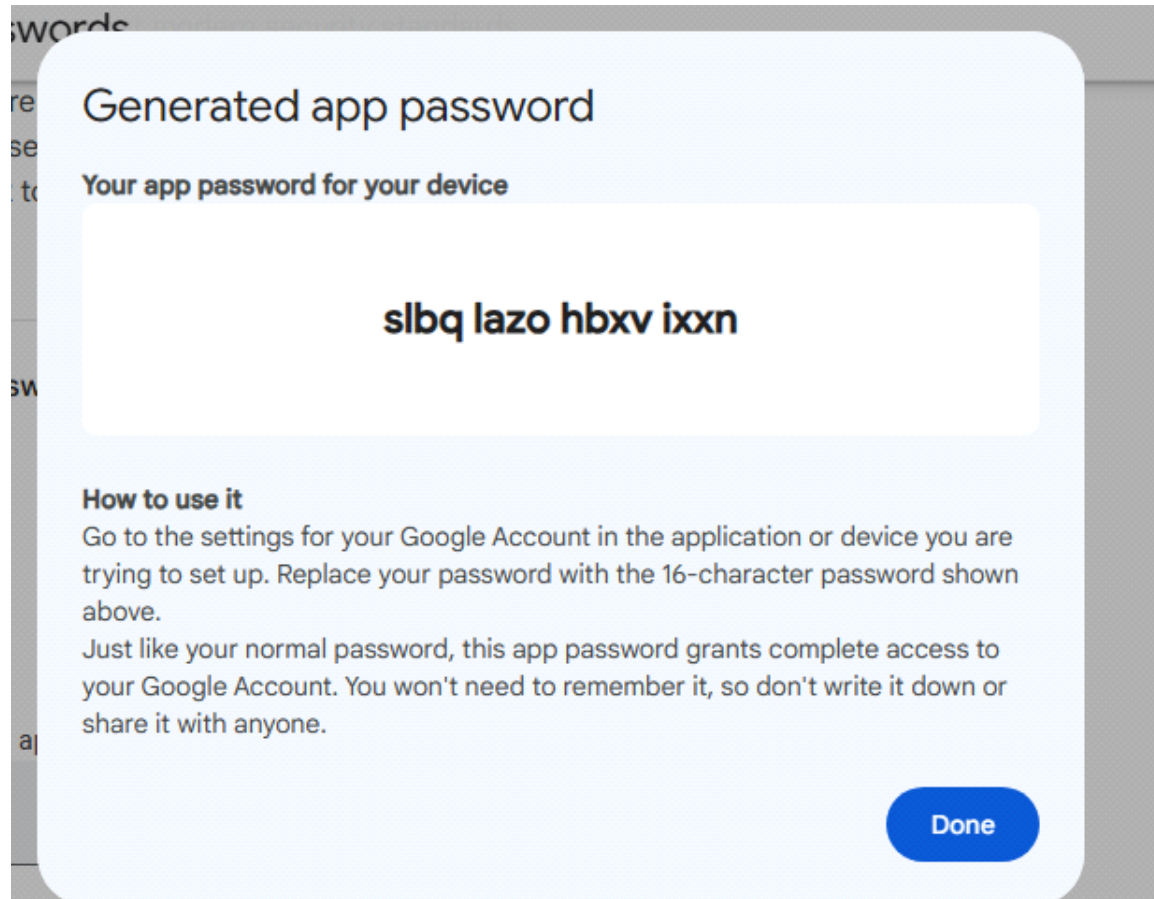 Generated app password
Your app password for your device
slbq lazo hbxv ixxn
How to use it
Go to the settings for your Google Account in the application or device you are
trying to set up. Replace your password with the 16-character password shown
above.
Just like your normal password, this app password grants complete access to
your Google Account. You won't need to remember it, so don't write it down or
share it with anyone.
Done